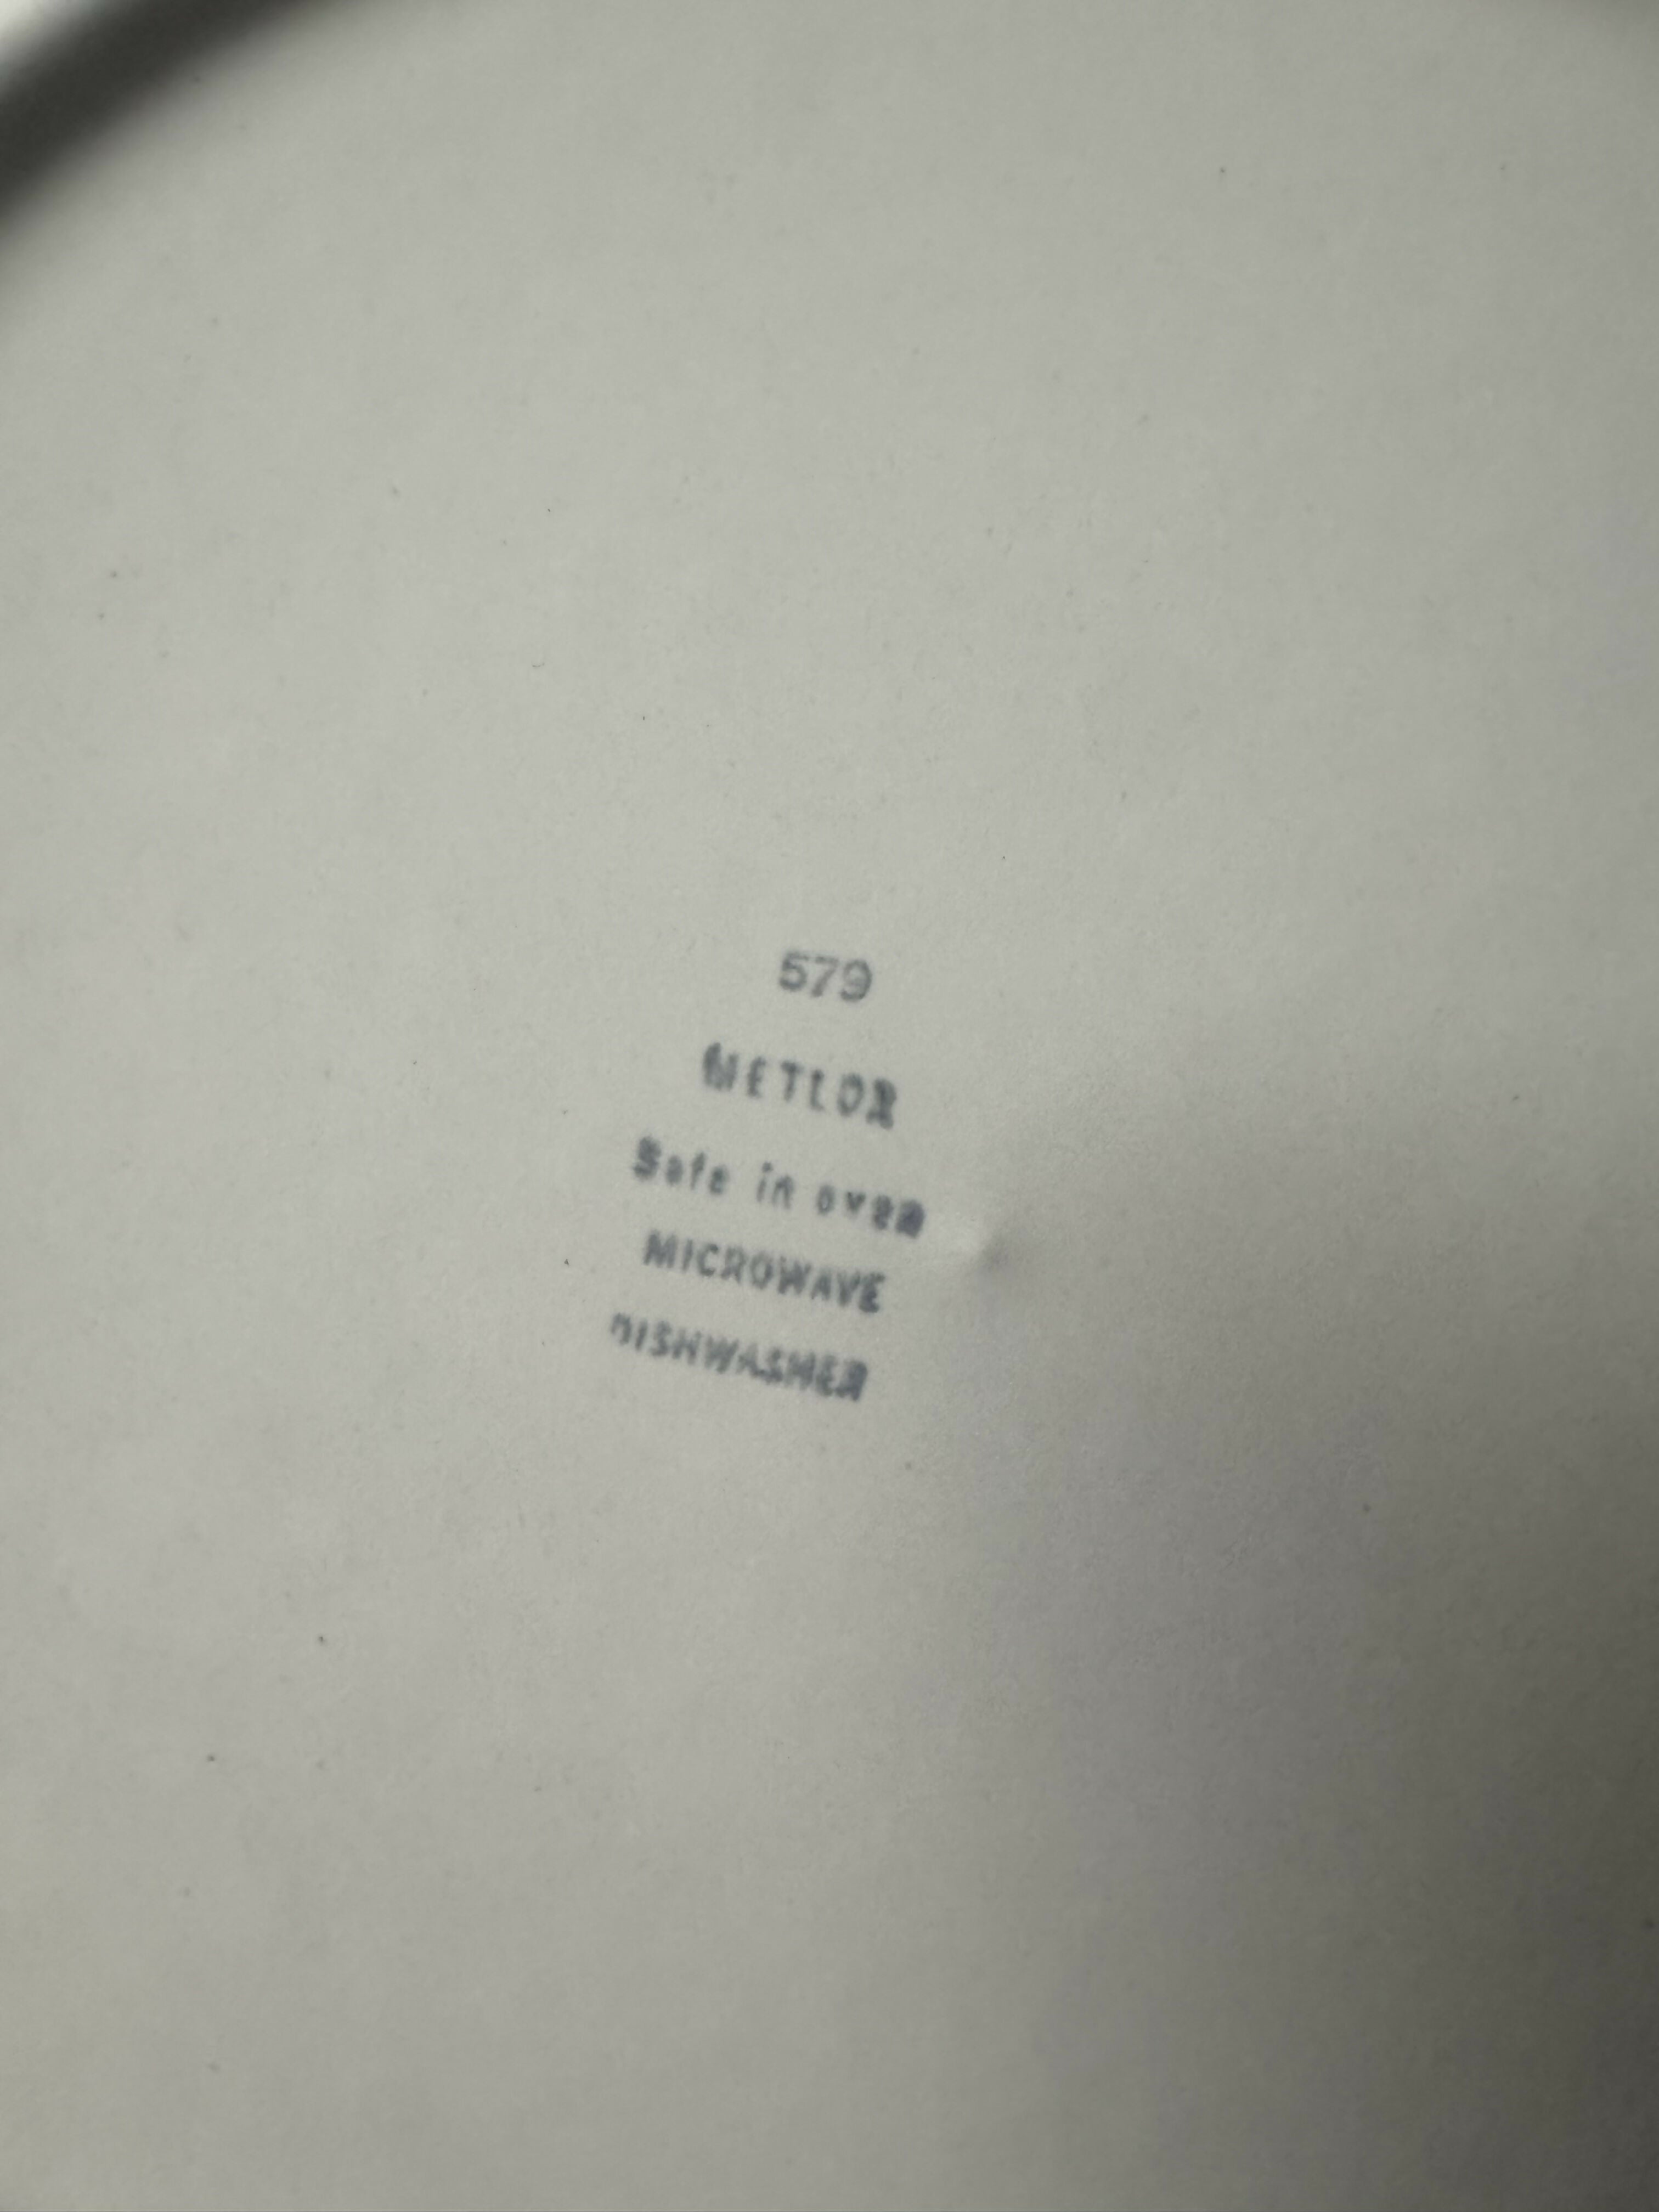 579
METLOX
Safe in oven
MICROWAVE
DISHWASHER